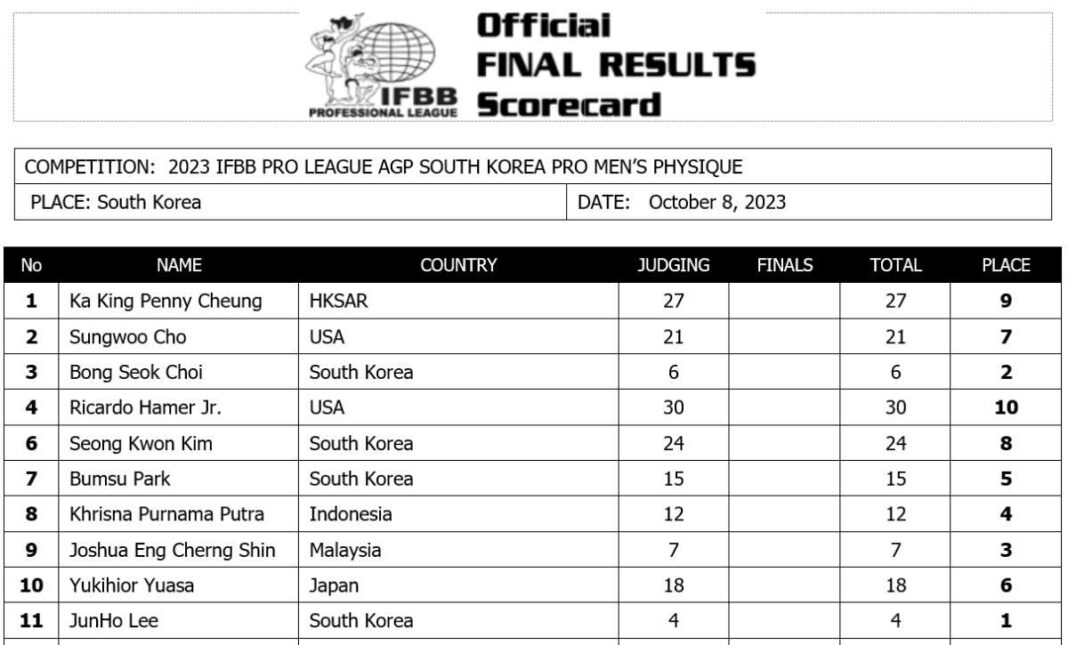 Official
FINAL RESULTS
Scorecard
IFBB
PROFESSIONAL LEAGUE
COMPETITION: 2023 IFBB PRO LEAGUE AGP SOUTH KOREA PRO MEN’S PHYSIQUE
PLACE: South Korea DATE: October 8, 2023
No NAME COUNTRY JUDGING FINALS TOTAL PLACE
1 Ka King Penny Cheung HKSAR 27 27 9
2 Sungwoo Cho USA 21 21 7
3 Bong Seok Choi South Korea 6 6 2
4 Ricardo Hamer Jr. USA 30 30 10
6 Seong Kwon Kim South Korea 24 24 8
7 Bumsu Park South Korea 15 15 5
8 Khrisna Purnama Putra Indonesia 12 12 4
9 Joshua Eng Cherng Shin Malaysia 7 7 3
10 Yukihior Yuasa Japan 18 18 6
11 JunHo Lee South Korea 4 4 1